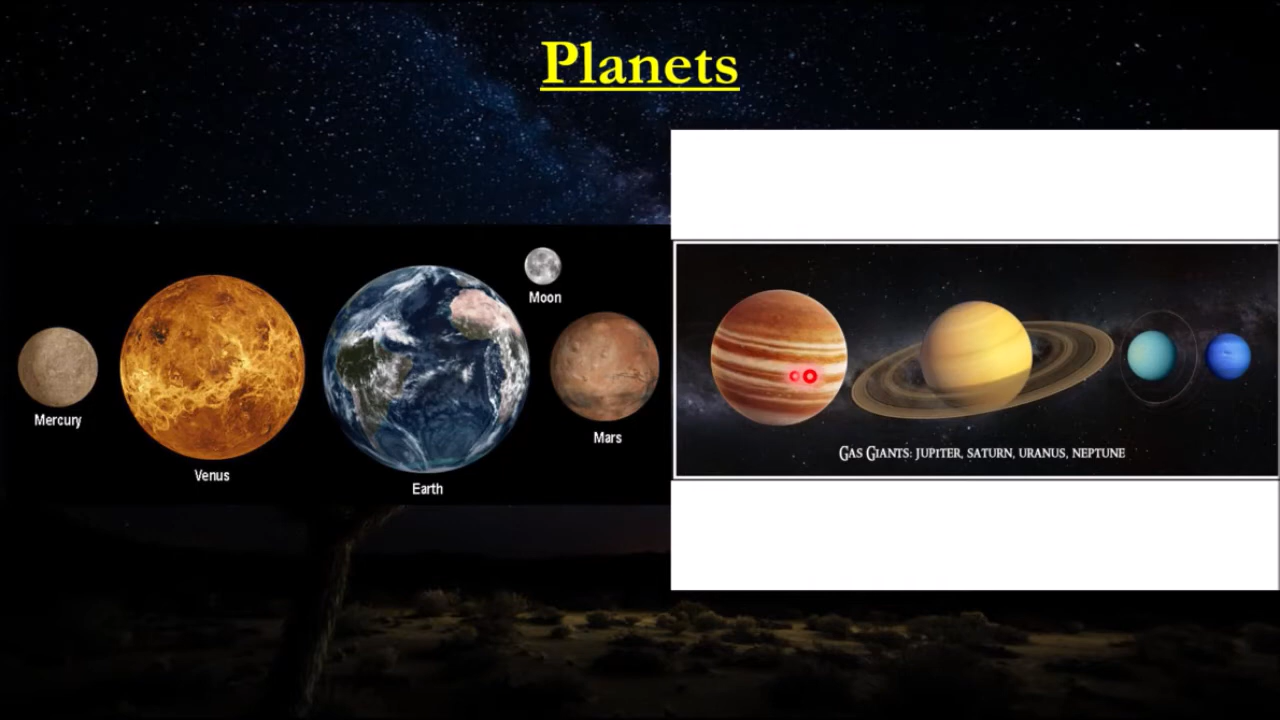 Planets
Moon
Mercury
Mars
Venus
Earth
Gas Giants: Jupiter, Saturn, Uranus, Neptune